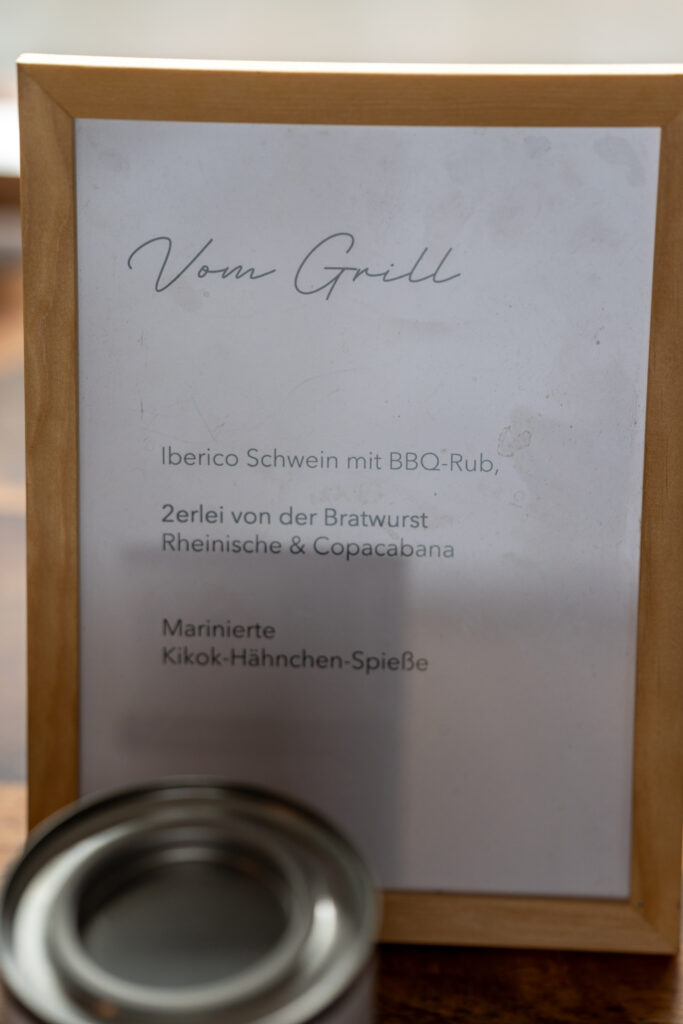 Vom Grill
Iberico Schwein mit BBQ-Rub,
2erlei von der Bratwurst
Rheinische & Copacabana
Marinierte
Kikok-Hähnchen-Spieße